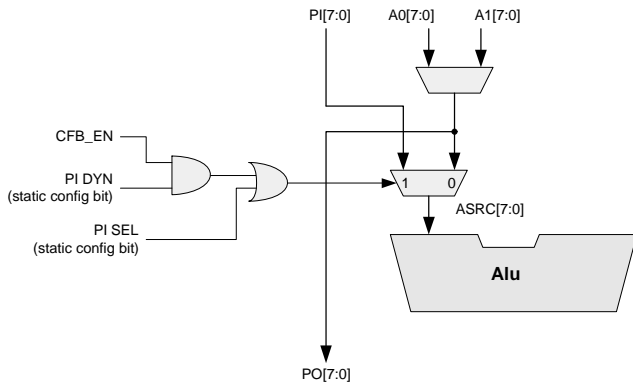 PI[7:0]
A0[7:0]
A1[7:0]
CFB_EN
PI DYN
(static config bit)
PI SEL
(static config bit)
1
0
ASRC[7:0]
Alu
PO[7:0]